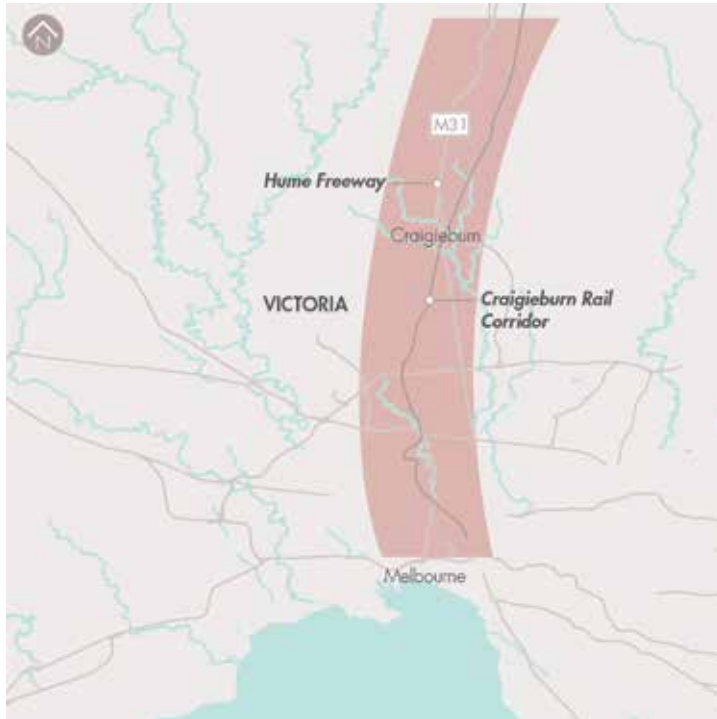 N
M31
Hume Freeway
Craigieburn
VICTORIA
Craigieburn Rail
Corridor
Melbourne